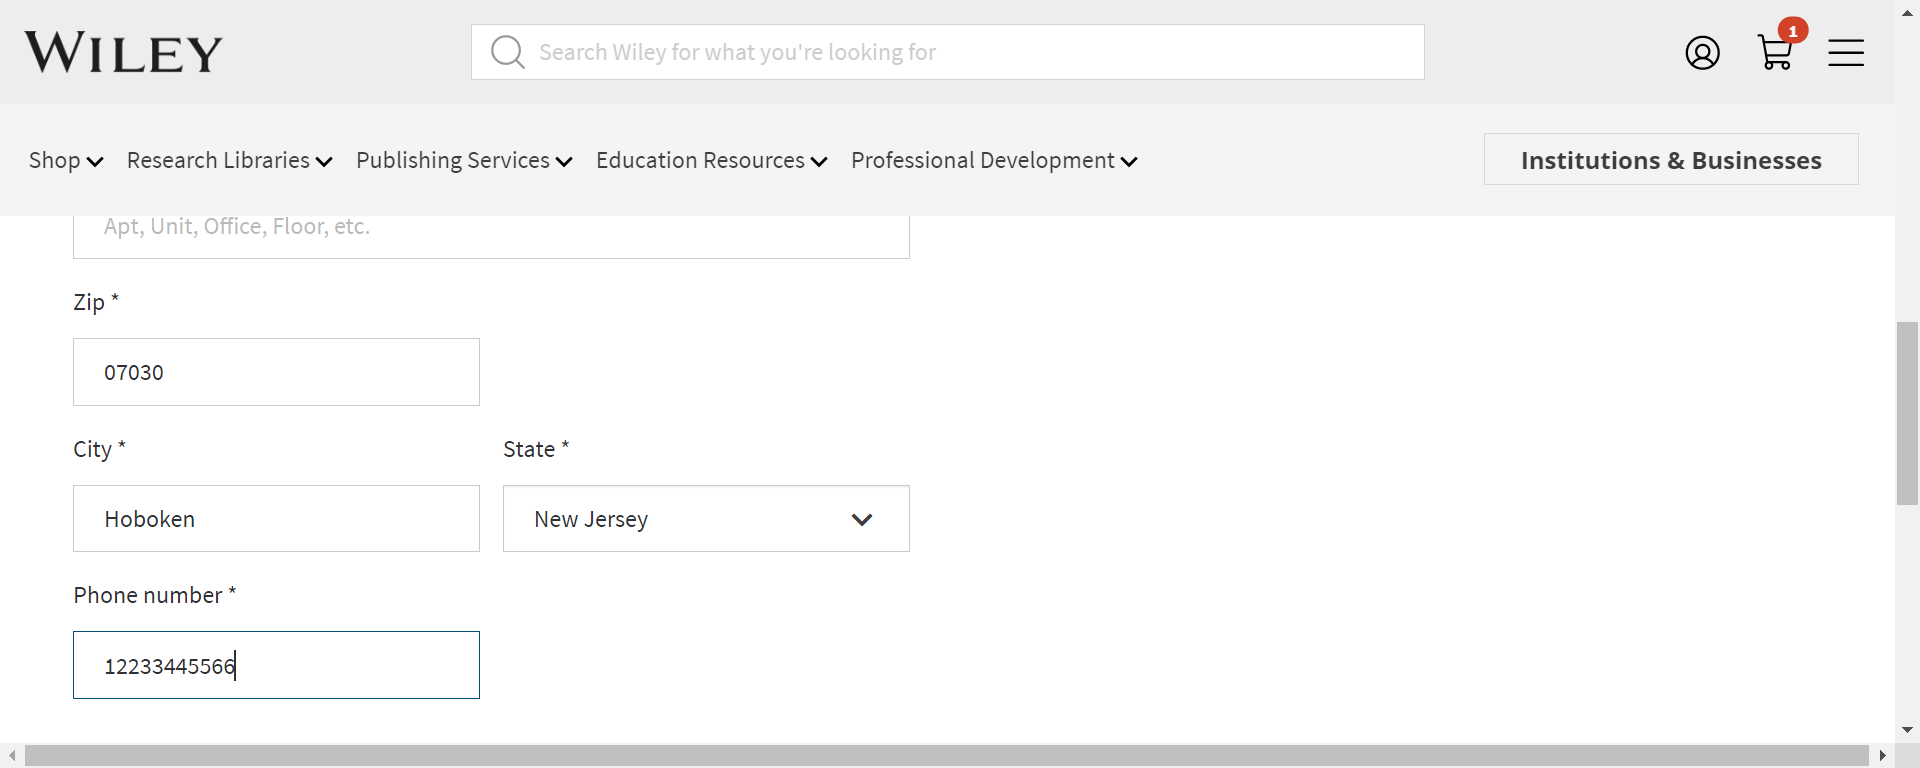 WILEY
Search Wiley for what you're looking for
1
Shop Research Libraries Publishing Services Education Resources Professional Development Institutions & Businesses
Apt, Unit, Office, Floor, etc.
Zip *
07030
City * State *
Hoboken New Jersey
Phone number *
12233445566